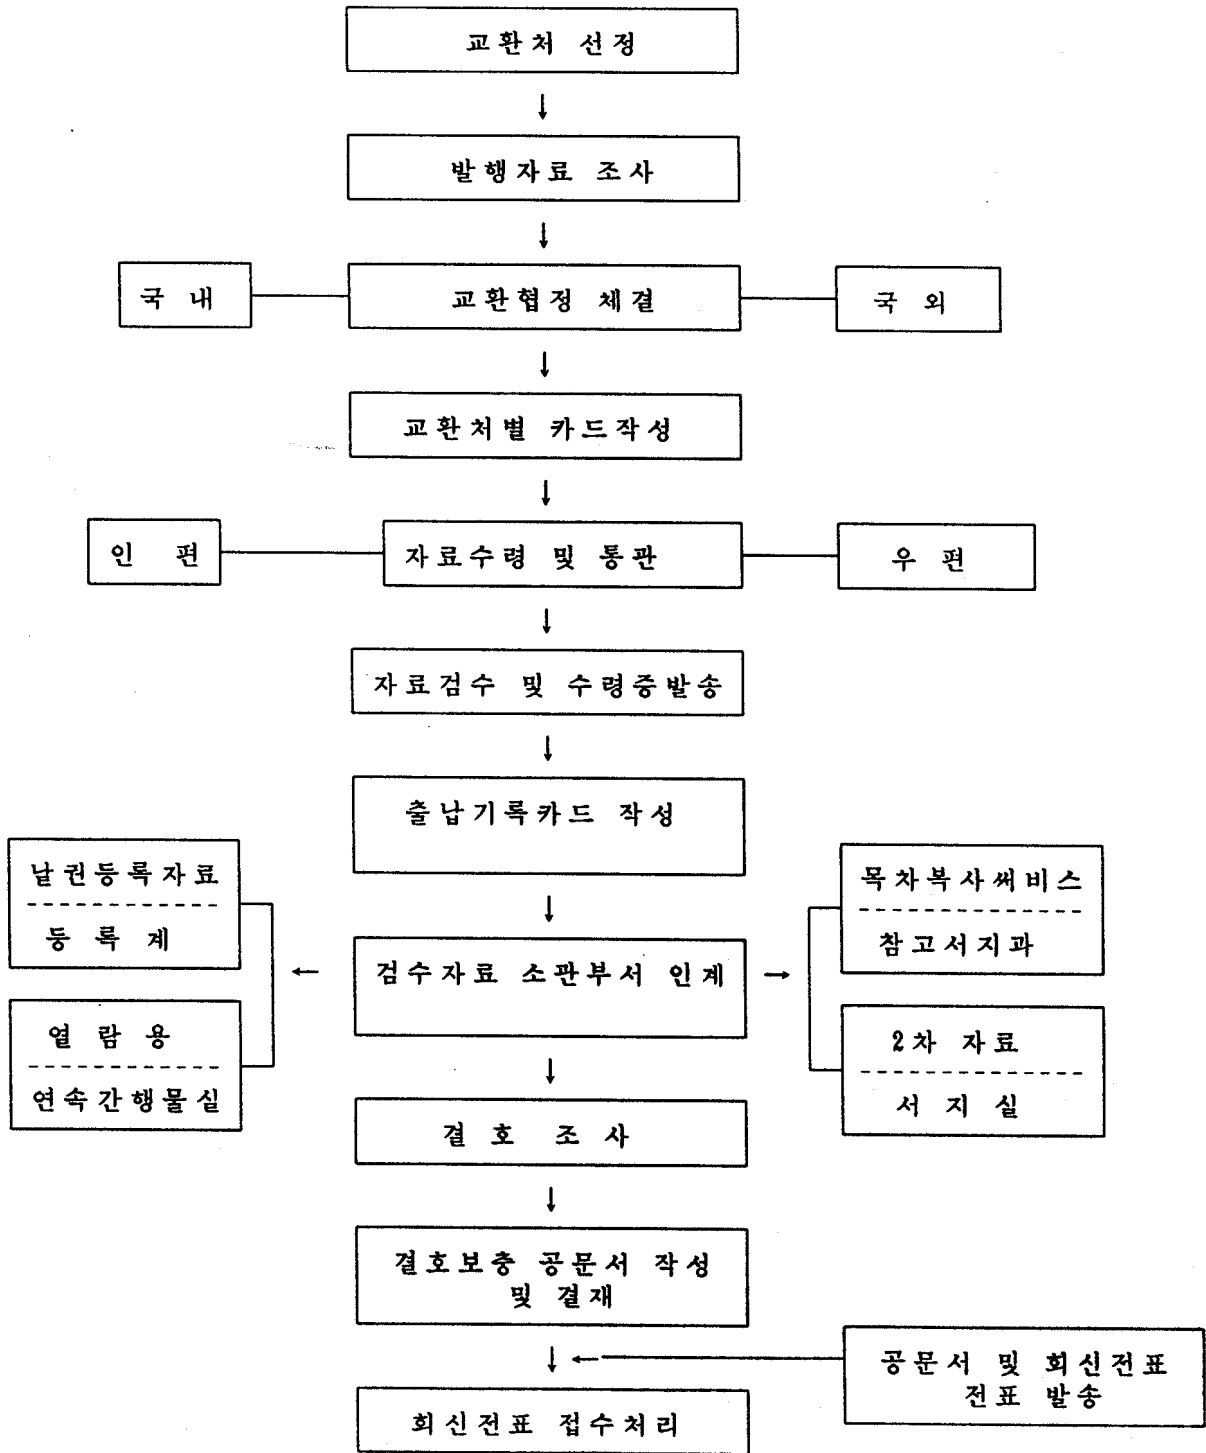 교환처 선정
발행자료 조사
국 내
교환협정 체결
국 외
교환처별 카드작성
인 편
자료수령 및 통관
우 편
자료검수 및 수령증발송
출납기록카드 작성
낱권등록자료
등 록 계
열 람 용
연속간행물실
검수자료 소관부서 인계
목차복사써비스
참고서지과
2차 자료
서 지 실
결 호 조 사
결호보충 공문서 작성
및 결재
공문서 및 회신전표
전표 발송
회신전표 접수처리